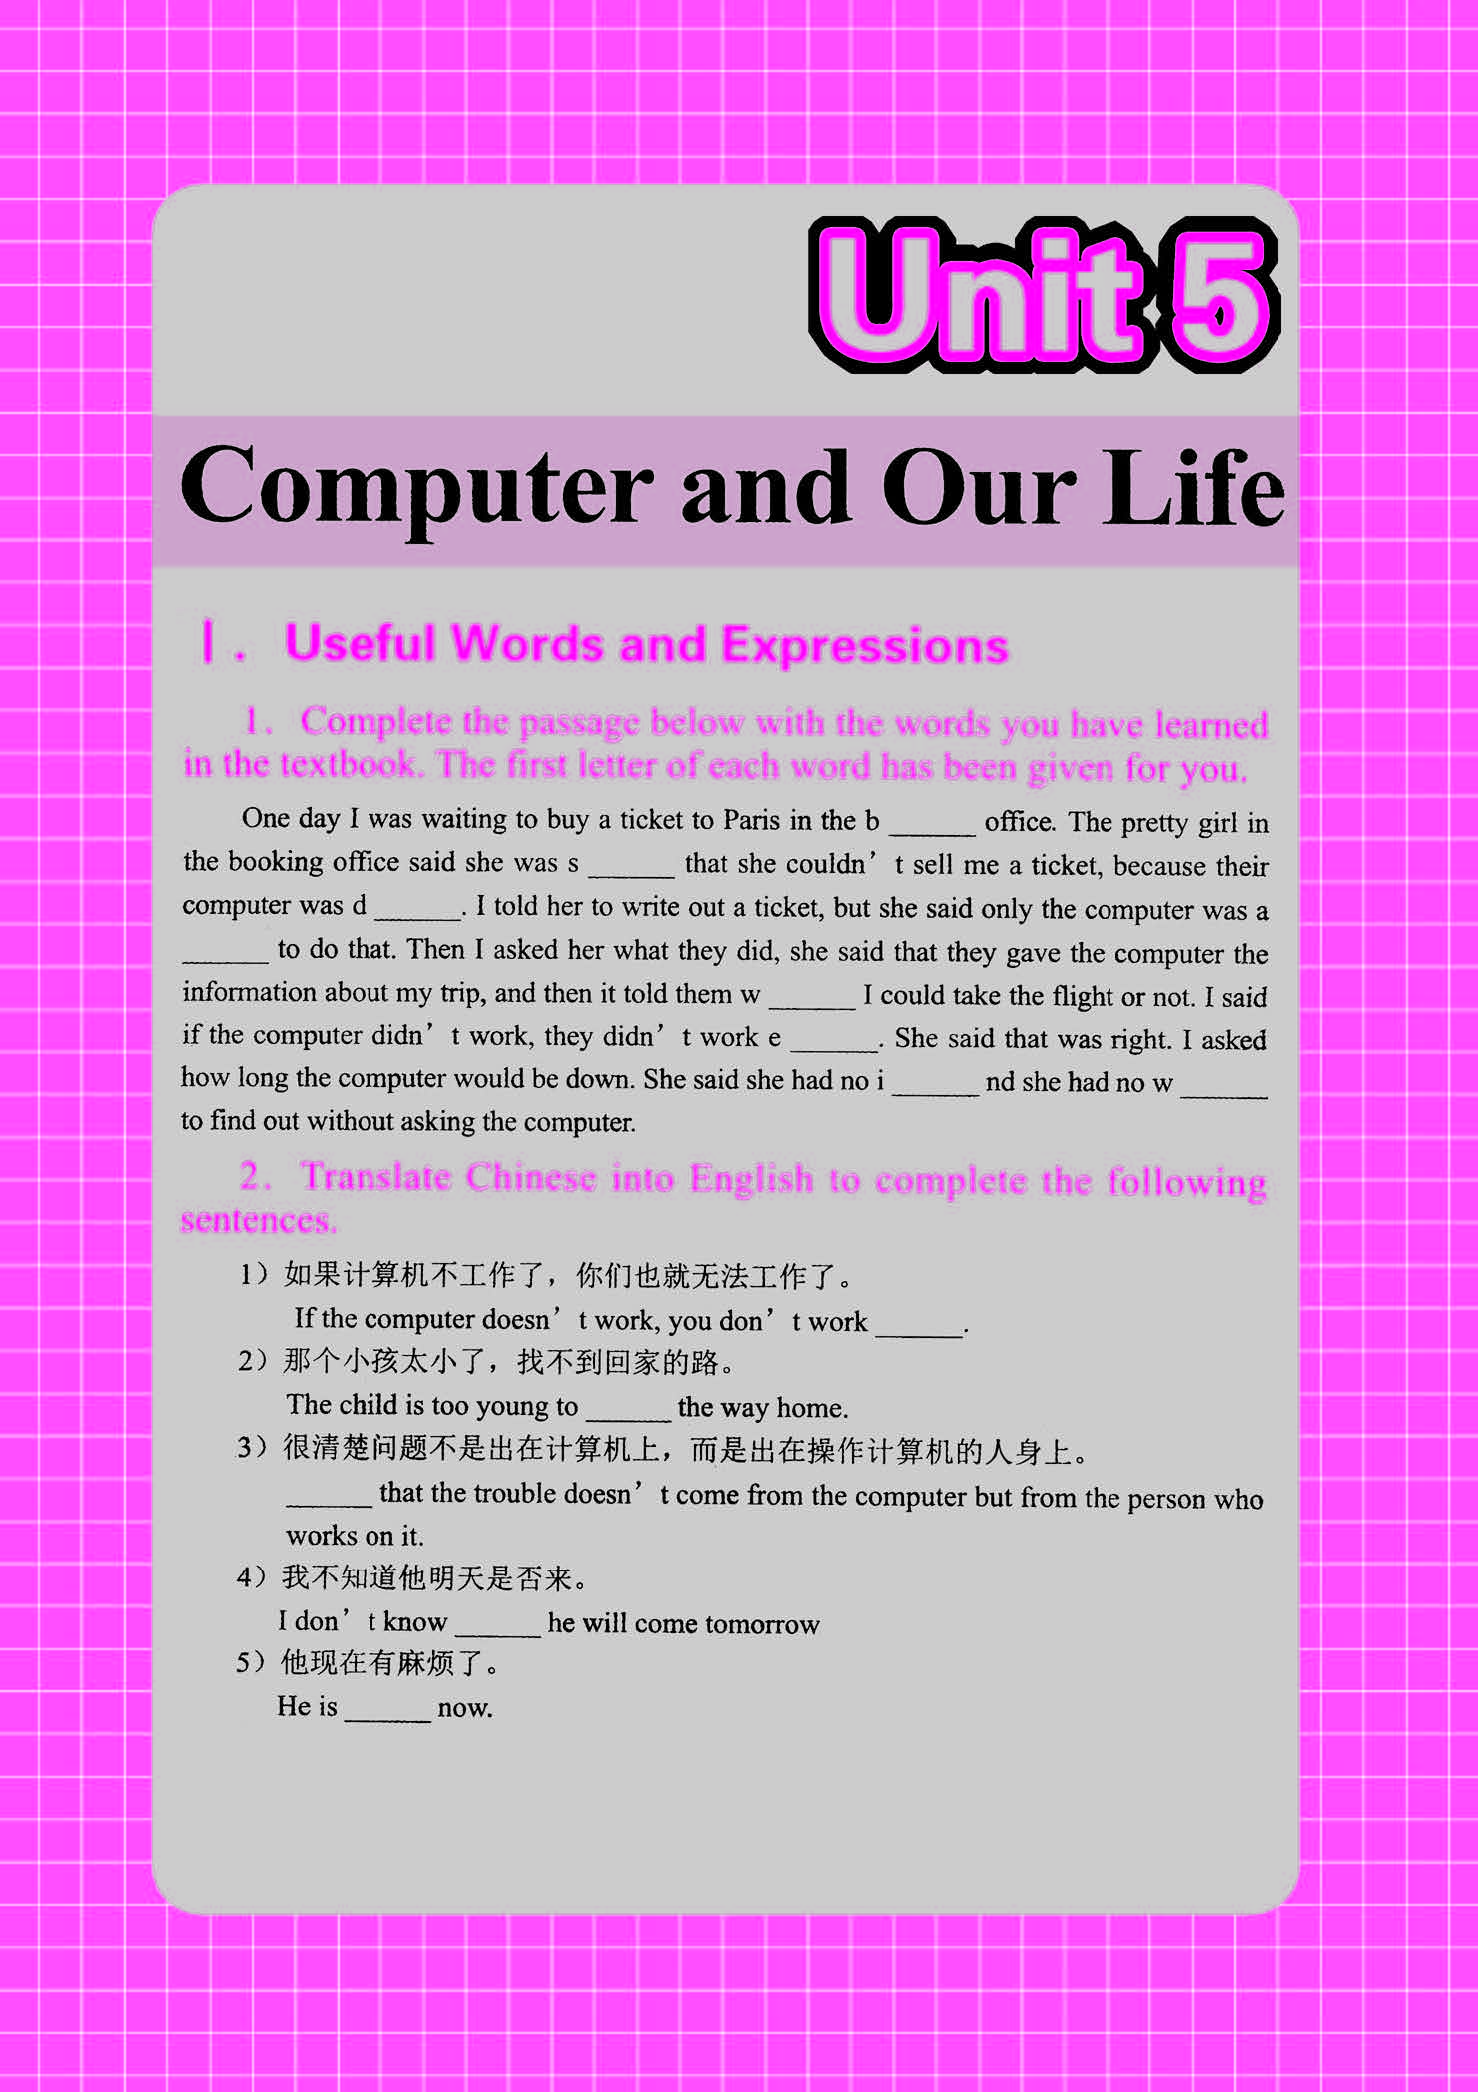 Unit 5
Computer and Our Life
Ⅰ. Useful Words and Expressions
1. Complete the passage below with the words you have learned
in the textbook. The first letter of each word has been given for you.
One day I was waiting to buy a ticket to Paris in the b ______ office. The pretty girl in
the booking office said she was s ______ that she couldn’t sell me a ticket, because their
computer was d ______. I told her to write out a ticket, but she said only the computer was a
______ to do that. Then I asked her what they did, she said that they gave the computer the
information about my trip, and then it told them w ______ I could take the flight or not. I said
if the computer didn’t work, they didn’t work e ______. She said that was right. I asked
how long the computer would be down. She said she had no i ______ nd she had no w ______
to find out without asking the computer.
2. Translate Chinese into English to complete the following
sentences.
1）如果计算机不工作了，你们也就无法工作了。
If the computer doesn’t work, you don’t work ______.
2）那个小孩太小了，找不到回家的路。
The child is too young to ______ the way home.
3）很清楚问题不是出在计算机上，而是出在操作计算机的人身上。
______ that the trouble doesn’t come from the computer but from the person who
works on it.
4）我不知道他明天是否来。
I don’t know ______ he will come tomorrow
5）他现在有麻烦了。
He is ______ now.